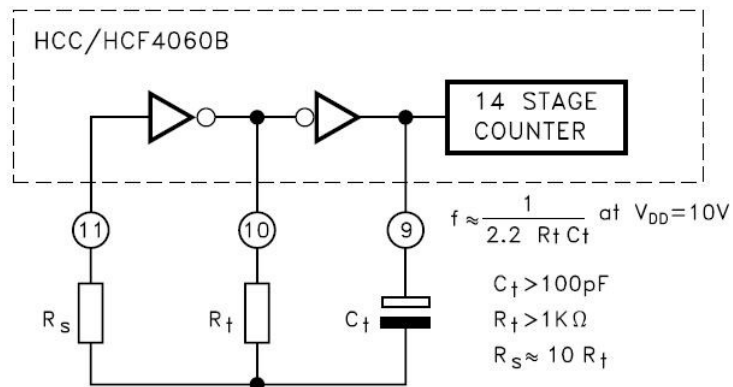 HCC/HCF4060B
14 STAGE
COUNTER
11
10
9
f ≈ 1 / 2.2 Rt Ct at VDD=10V
Rs
Rt
Ct
Ct>100pF
Rt>1KΩ
Rs≈ 10 Rt